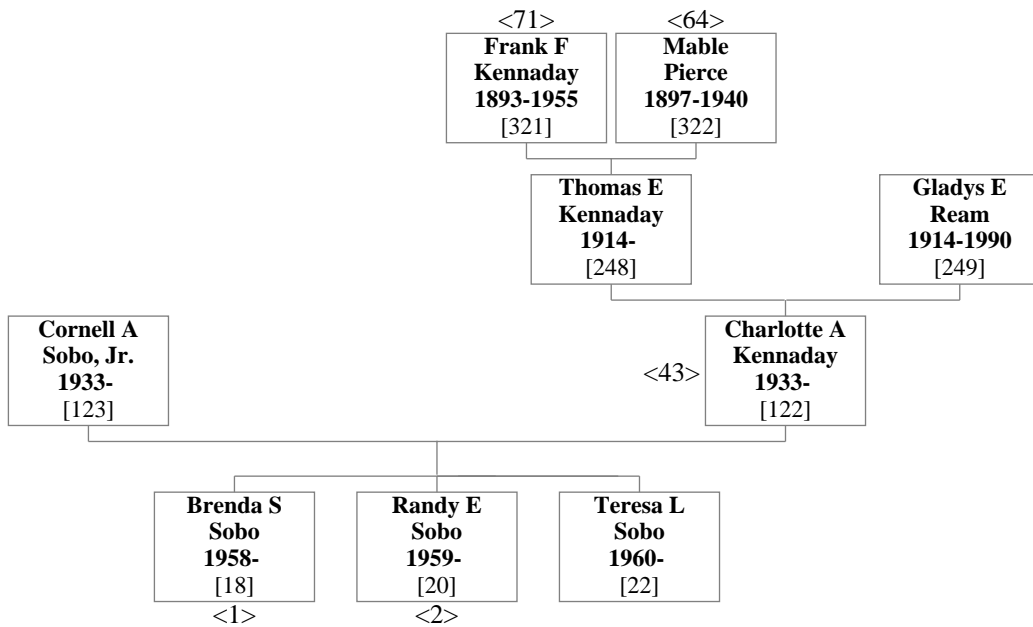 <71>
Frank F
Kennaday
1893-1955
[321]
<64>
Mable
Pierce
1897-1940
[322]
Thomas E
Kennaday
1914-
[248]
Gladys E
Ream
1914-1990
[249]
Cornell A
Sobo, Jr.
1933-
[123]
<43>
Charlotte A
Kennaday
1933-
[122]
Brenda S
Sobo
1958-
[18]
<1>
Randy E
Sobo
1959-
[20]
<2>
Teresa L
Sobo
1960-
[22]